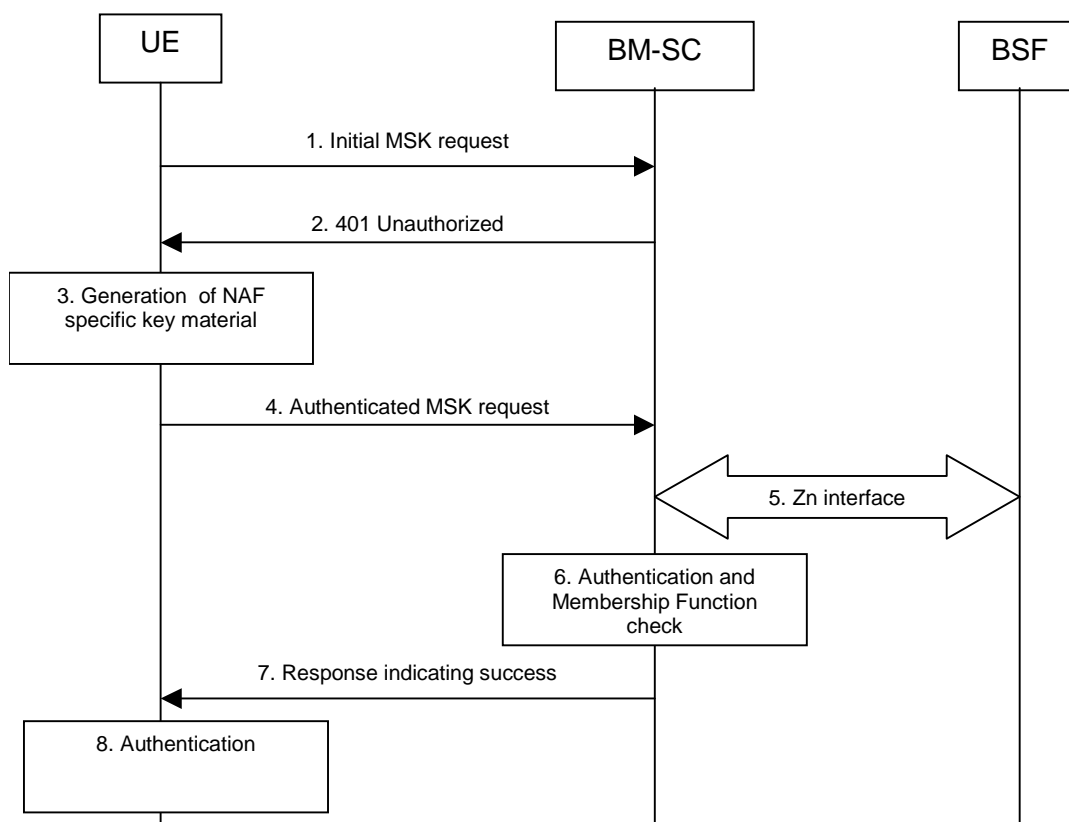 UE
BM-SC
BSF
1. Initial MSK request
2. 401 Unauthorized
3. Generation of NAF
specific key material
4. Authenticated MSK request
5. Zn interface
6. Authentication and
Membership Function
check
7. Response indicating success
8. Authentication